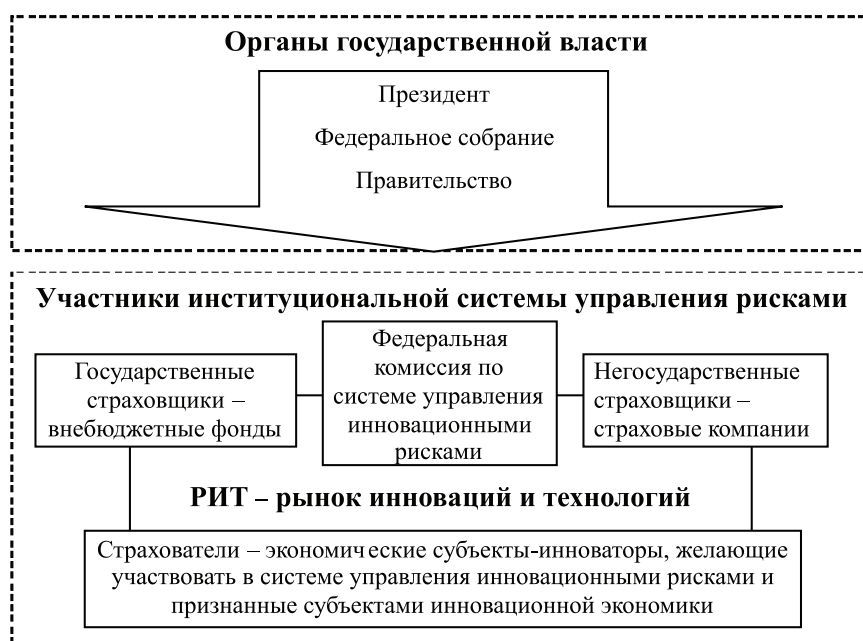 Органы государственной власти
Президент
Федеральное собрание
Правительство
Участники институциональной системы управления рисками
Государственные
страховщики –
внебюджетные фонды
Федеральная
комиссия по
системе управления
инновационными
рисками
Негосударственные
страховщики –
страховые компании
РИТ – рынок инноваций и технологий
Страхователи – экономические субъекты-инноваторы, желающие
участвовать в системе управления инновационными рисками и
признанные субъектами инновационной экономики